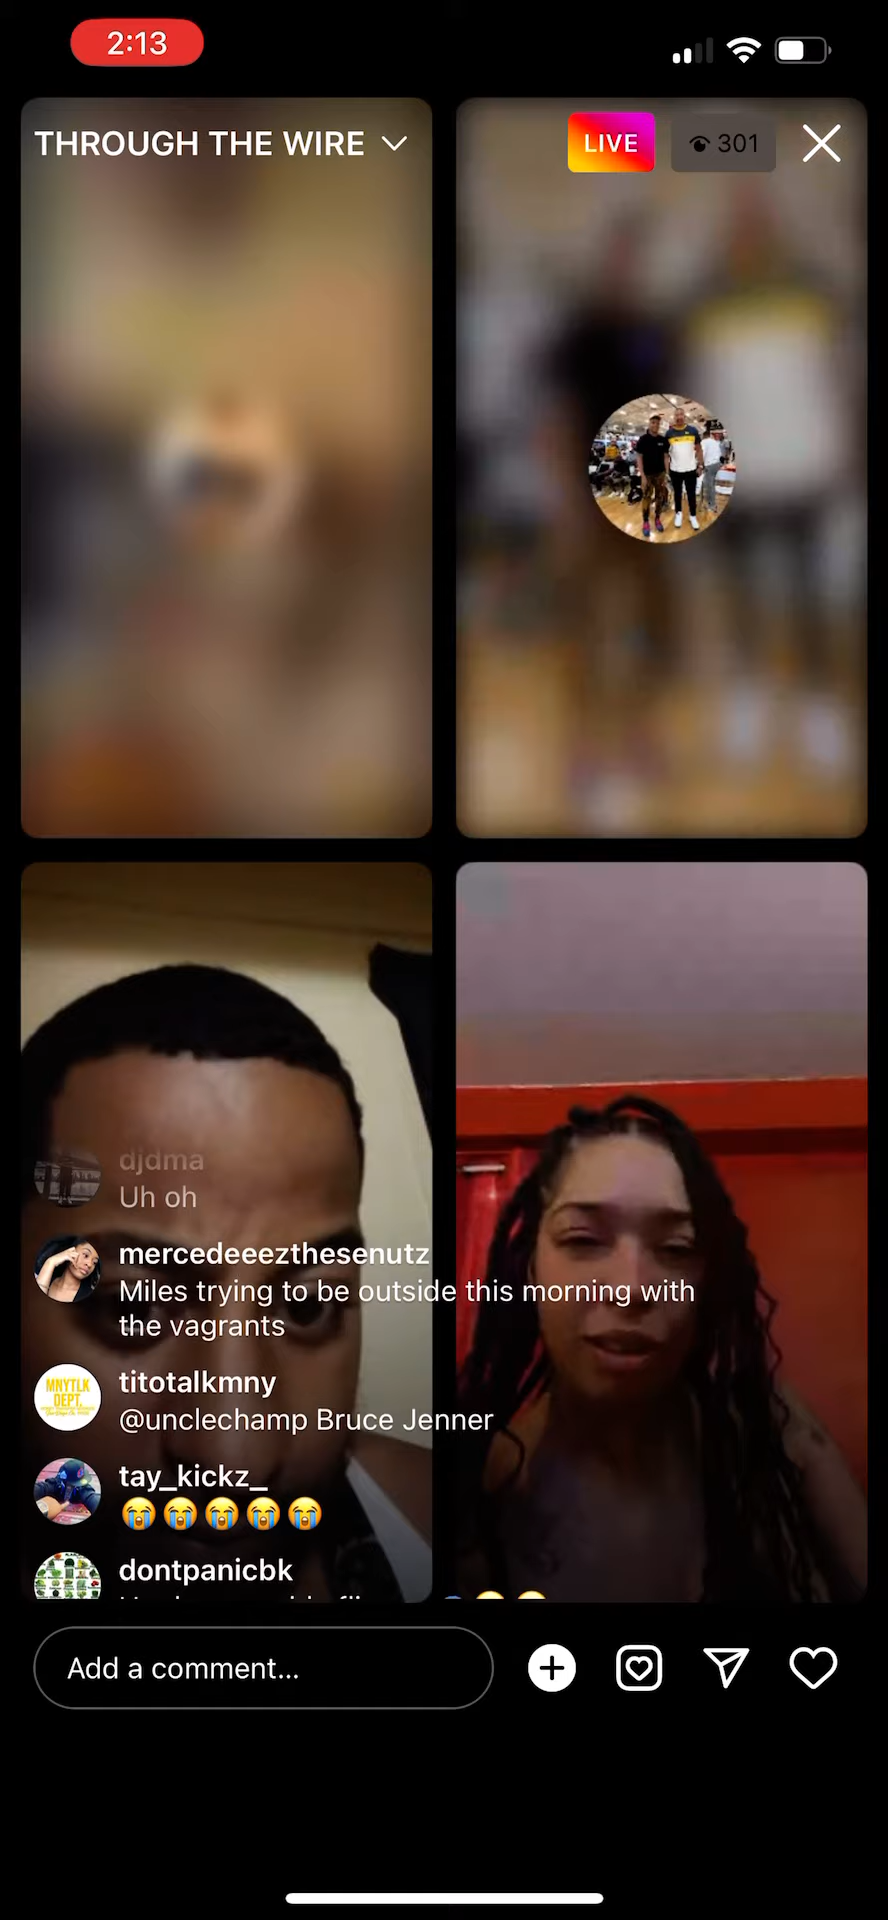 2:13
THROUGH THE WIRE
LIVE
301
djdma
Uh oh
mercedeeezthesenutz
Miles trying to be outside this morning with
the vagrants
MNYTLK
DEPT.
titotalkmny
@unclechamp Bruce Jenner
tay_kickz_
😭😭😭😭😭
dontpanicbk
Add a comment...